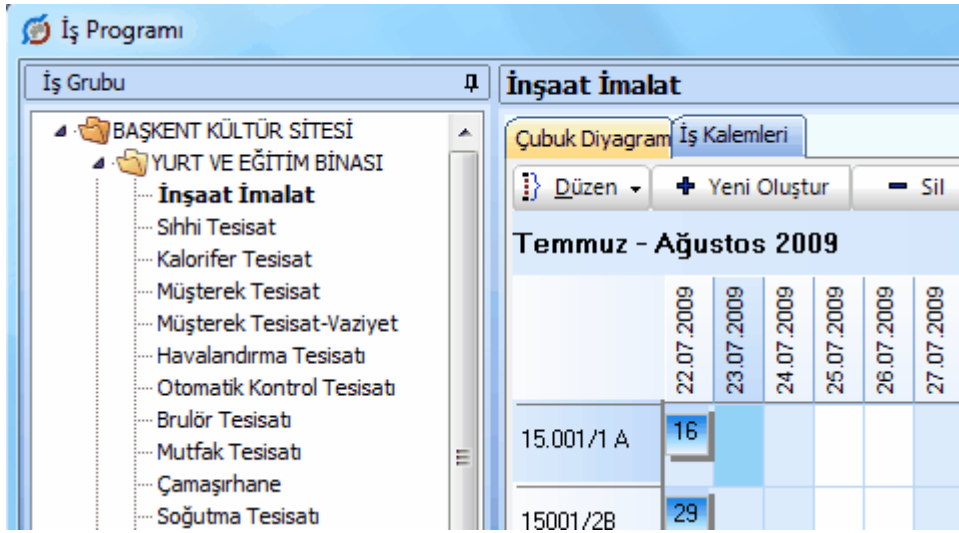 İş Programı
İş Grubu
BAŞKENT KÜLTÜR SİTESİ
YURT VE EĞİTİM BİNASI
İnşaat İmalat
Sıhhi Tesisat
Kalorifer Tesisat
Müşterek Tesisat
Müşterek Tesisat-Vaziyet
Havalandırma Tesisatı
Otomatik Kontrol Tesisatı
Brulör Tesisatı
Mutfak Tesisatı
Çamaşırhane
Soğutma Tesisatı
İnşaat İmalat
Çubuk Diyagram İş Kalemleri
Düzen Yeni Oluştur Sil
Temmuz - Ağustos 2009
22.07.2009 23.07.2009 24.07.2009 25.07.2009 26.07.2009 27.07.2009
15.001/1 A 16
15001/2B 29